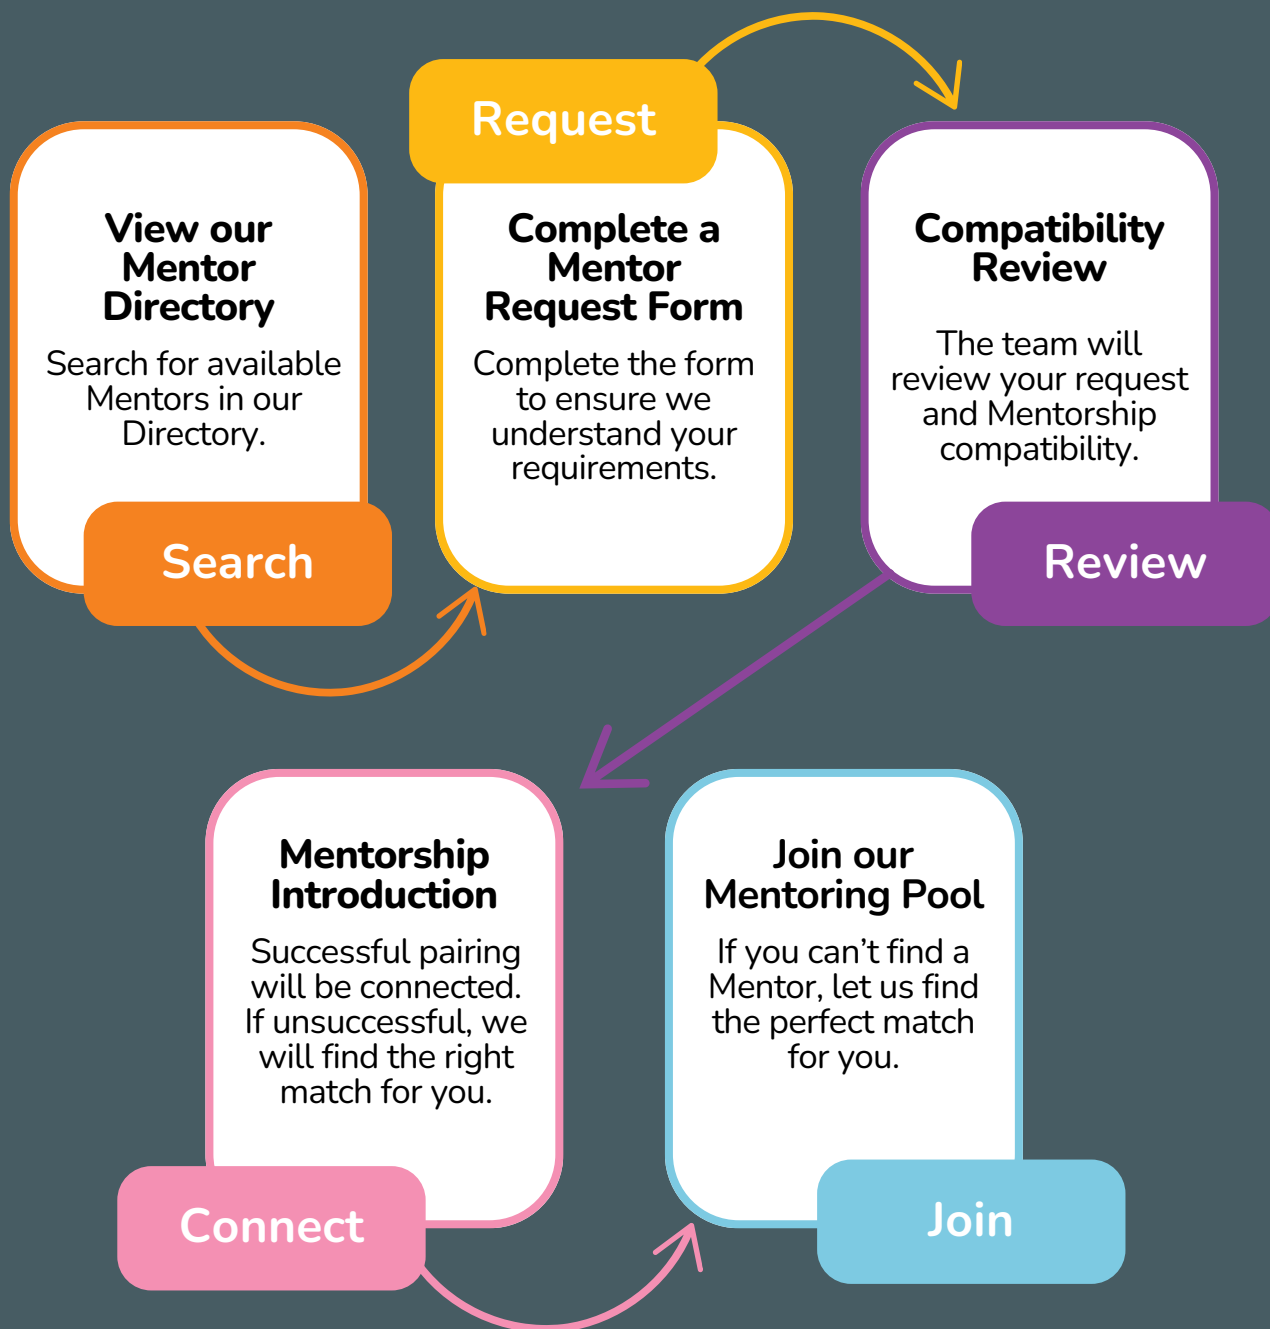 View our
Mentor
Directory
Search for available
Mentors in our
Directory.
Search
Request
Complete a
Mentor
Request Form
Complete the form
to ensure we
understand your
requirements.
Compatibility
Review
The team will
review your request
and Mentorship
compatibility.
Review
Mentorship
Introduction
Successful pairing
will be connected.
If unsuccessful, we
will find the right
match for you.
Connect
Join our
Mentoring Pool
If you can’t find a
Mentor, let us find
the perfect match
for you.
Join